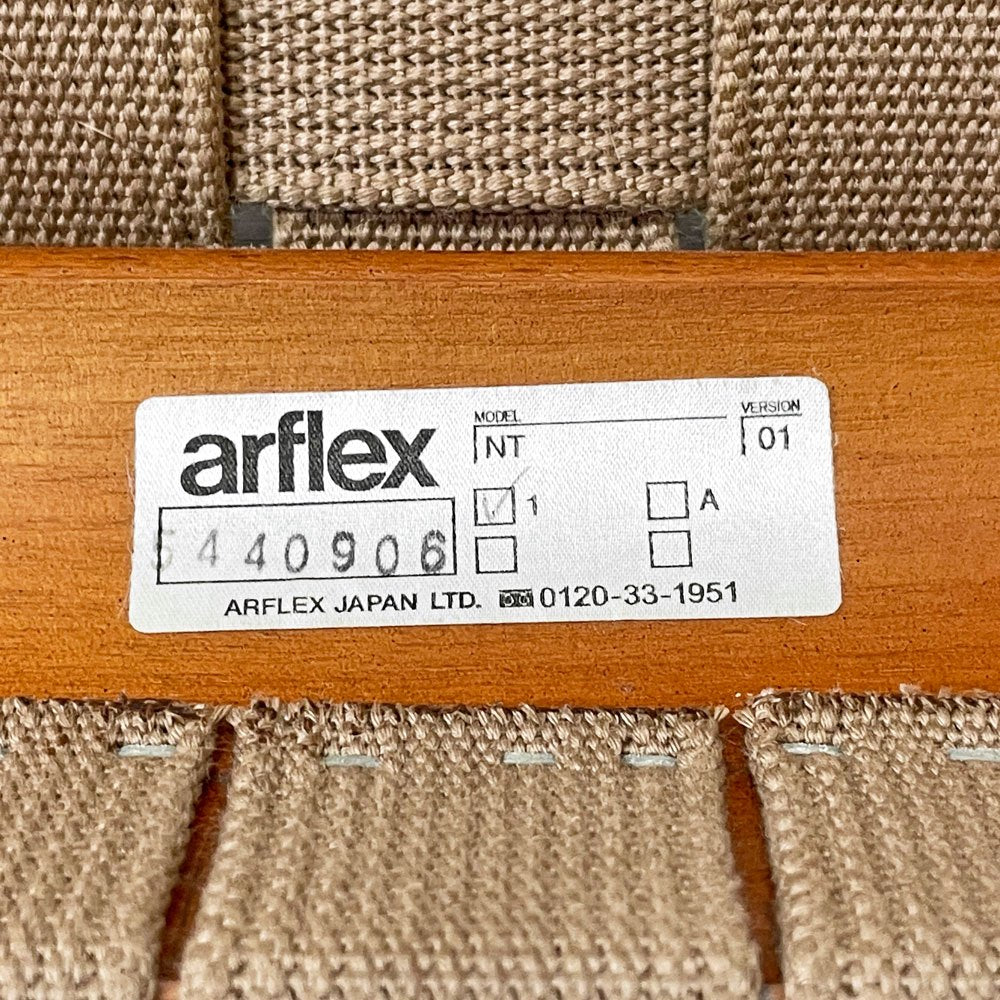 arflex
MODEL
NT
VERSION
01
1
A
5440906
ARFLEX JAPAN LTD. 0120-33-1951